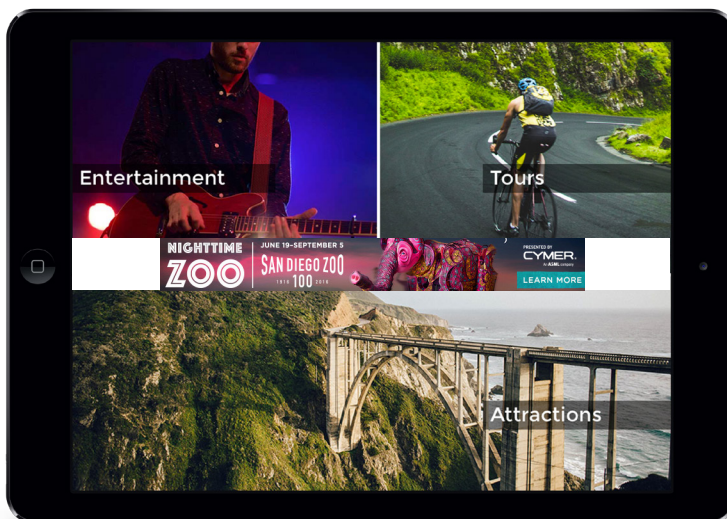 Entertainment
Tours
NIGHTTIME
ZOO
JUNE 19-SEPTEMBER 5
SAN DIEGO ZOO
1916 100 2016
PRESENTED BY
CYMER.
An ASML company
LEARN MORE
Attractions